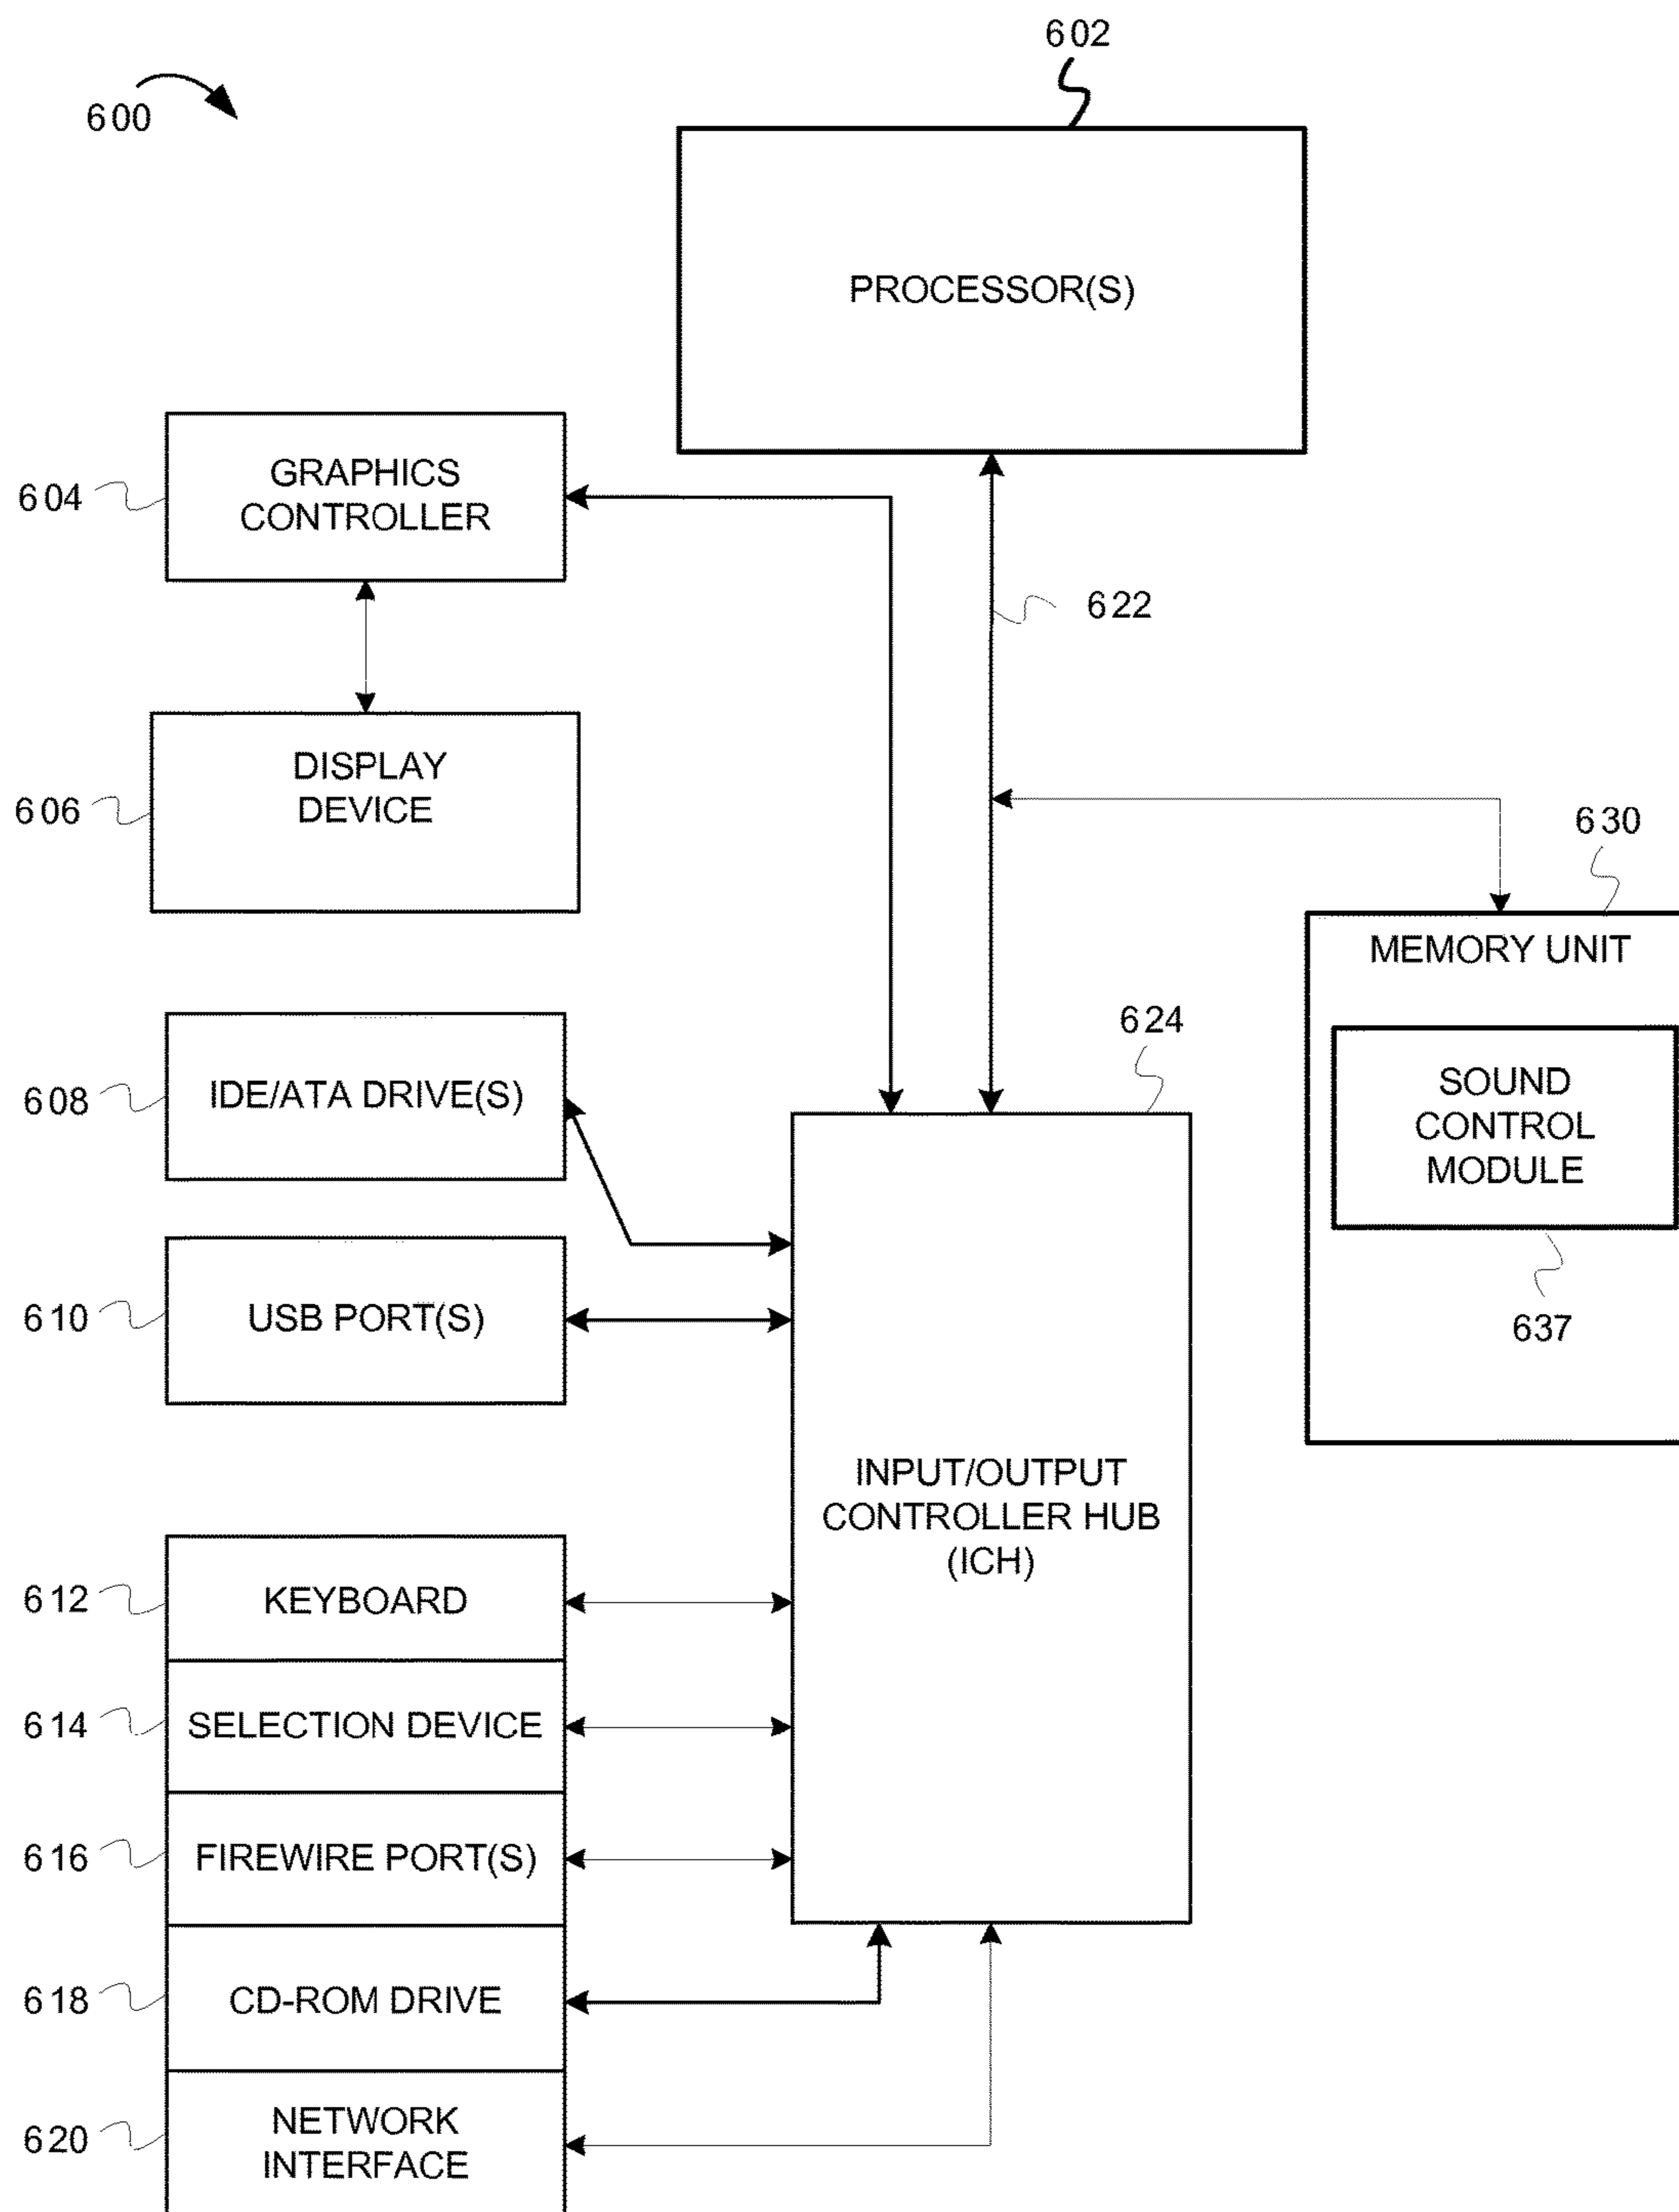 602
600
PROCESSOR(S)
GRAPHICS
CONTROLLER
604
622
DISPLAY
DEVICE
606
630
MEMORY UNIT
624
608
IDE/ATA DRIVE(S)
SOUND
CONTROL
MODULE
610
USB PORT(S)
637
INPUT/OUTPUT
CONTROLLER HUB
(ICH)
612
KEYBOARD
614
SELECTION DEVICE
616
FIREWIRE PORT(S)
618
CD-ROM DRIVE
620
NETWORK
INTERFACE